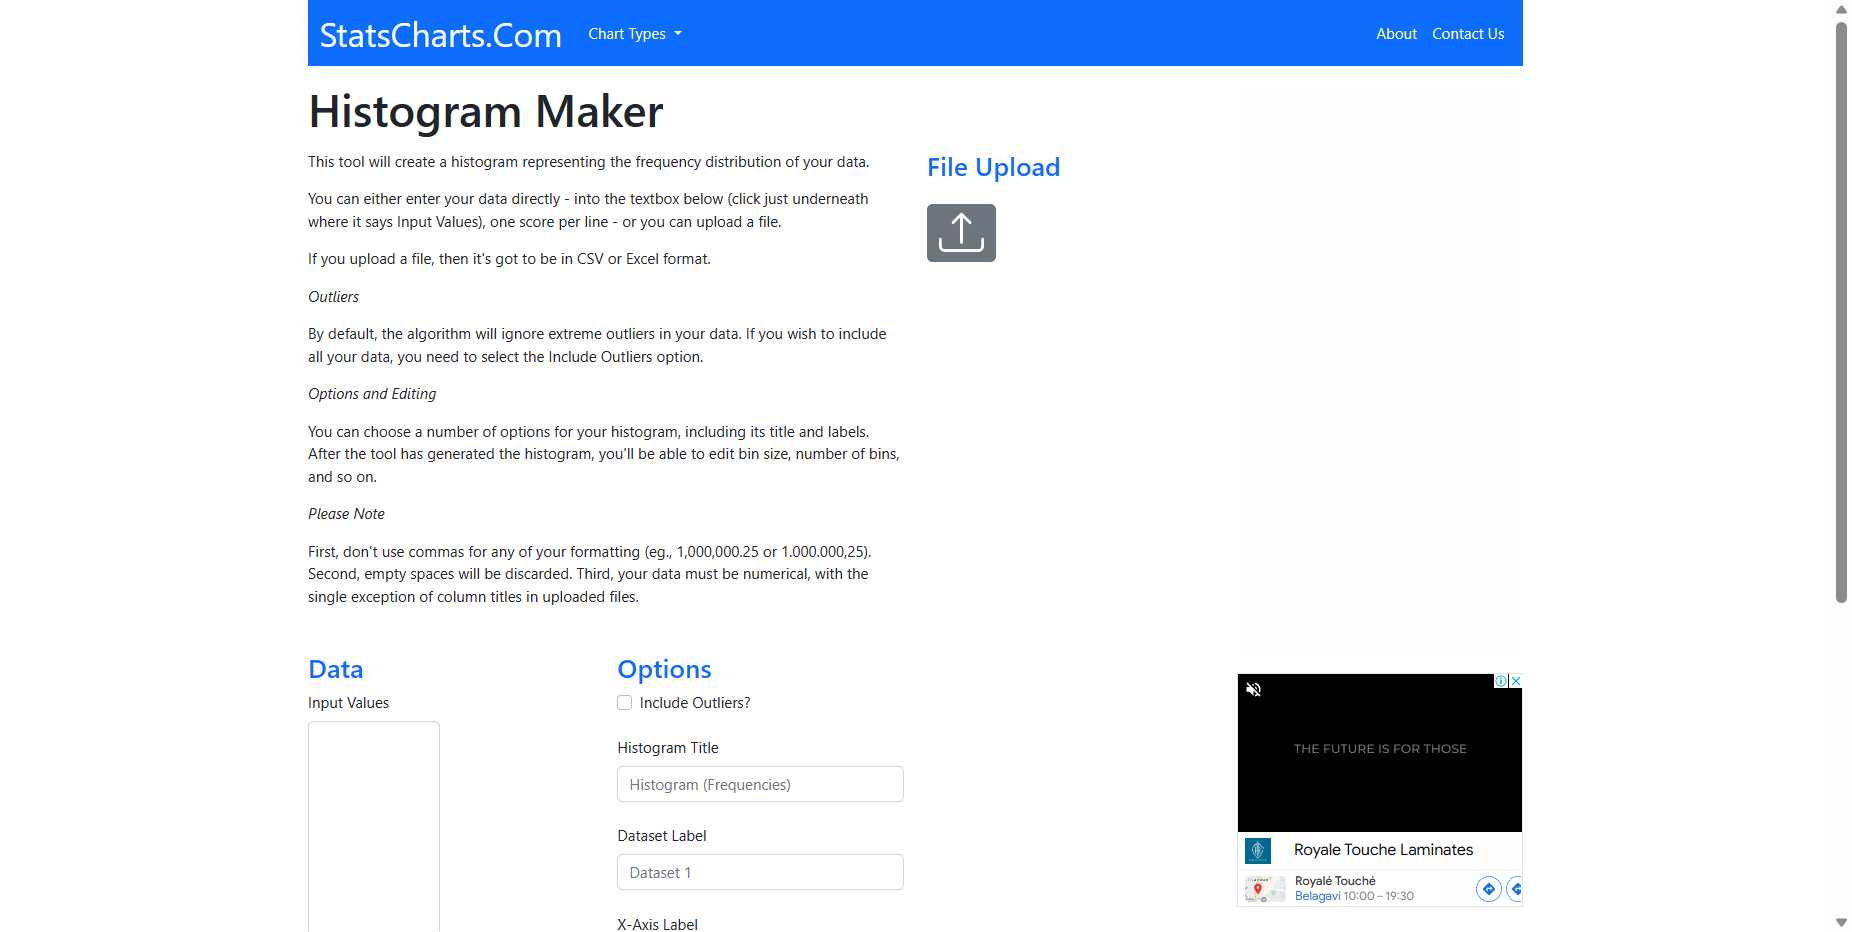 StatsCharts.Com
Chart Types
About
Contact Us
Histogram Maker
This tool will create a histogram representing the frequency distribution of your data.
You can either enter your data directly - into the textbox below (click just underneath
where it says Input Values), one score per line - or you can upload a file.
If you upload a file, then it's got to be in CSV or Excel format.
Outliers
By default, the algorithm will ignore extreme outliers in your data. If you wish to include
all your data, you need to select the Include Outliers option.
Options and Editing
You can choose a number of options for your histogram, including its title and labels.
After the tool has generated the histogram, you'll be able to edit bin size, number of bins,
and so on.
Please Note
First, don't use commas for any of your formatting (eg., 1,000,000.25 or 1.000.000,25).
Second, empty spaces will be discarded. Third, your data must be numerical, with the
single exception of column titles in uploaded files.
File Upload
Data
Input Values
Options
Include Outliers?
Histogram Title
Histogram (Frequencies)
Dataset Label
Dataset 1
X-Axis Label
THE FUTURE IS FOR THOSE
Royale Touche Laminates
Royalé Touché
Belagavi 10:00 – 19:30